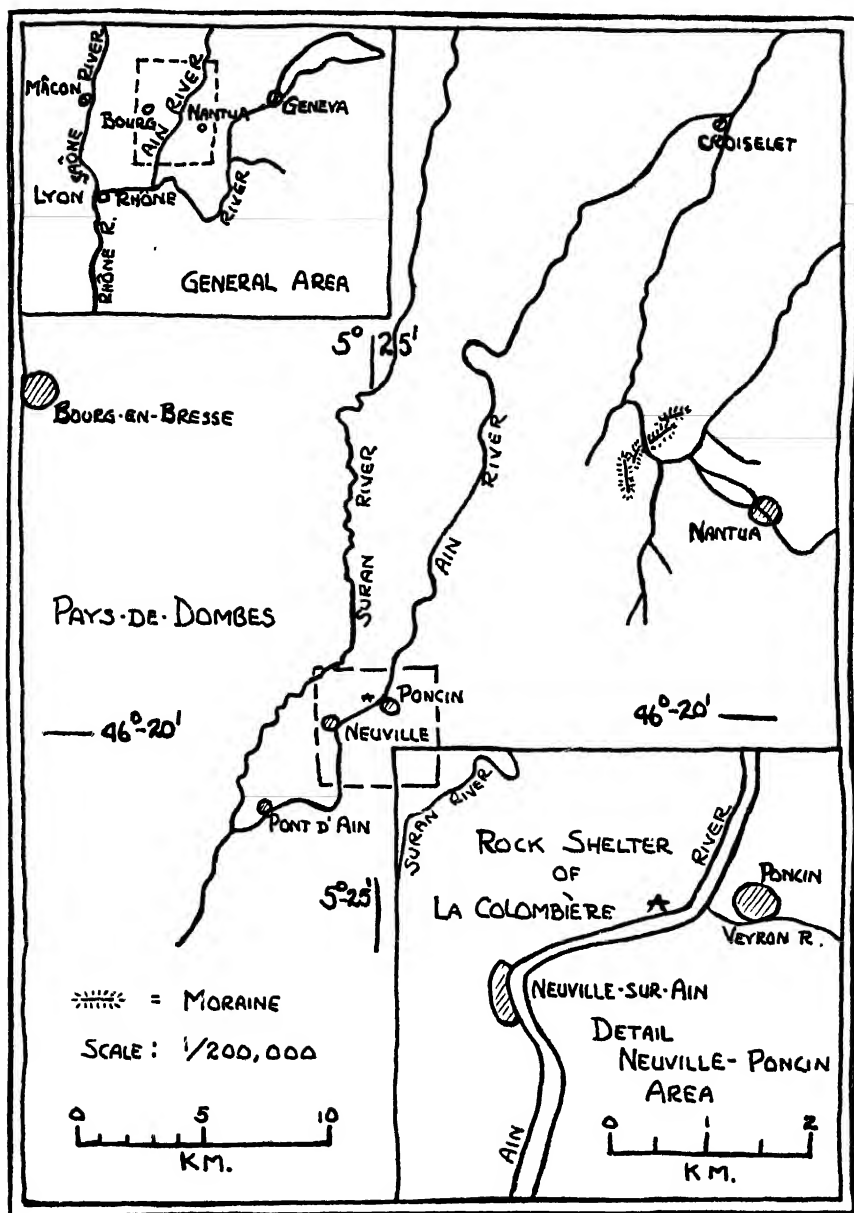 MÂCON
SAÔNE RIVER
BOURG
AIN RIVER
NANTUA
GENEVA
LYON
RHÔNE
RIVER
RHÔNE R.
GENERAL AREA
CROISELET
5° 25'
BOURG-EN-BRESSE
SURAN RIVER
AIN RIVER
NANTUA
PAYS-DE-DOMBES
PONCIN
NEUVILLE
46°-20'
46°-20'
PONT D'AIN
5°-25'
= MORAINE
SCALE: 1/200,000
0 5 10
KM.
SURAN RIVER
ROCK SHELTER
OF
LA COLOMBIÈRE
RIVER
PONCIN
VEYRON R.
NEUVILLE-SUR-AIN
DETAIL
NEUVILLE-PONCIN
AREA
AIN
0 1 2
KM.